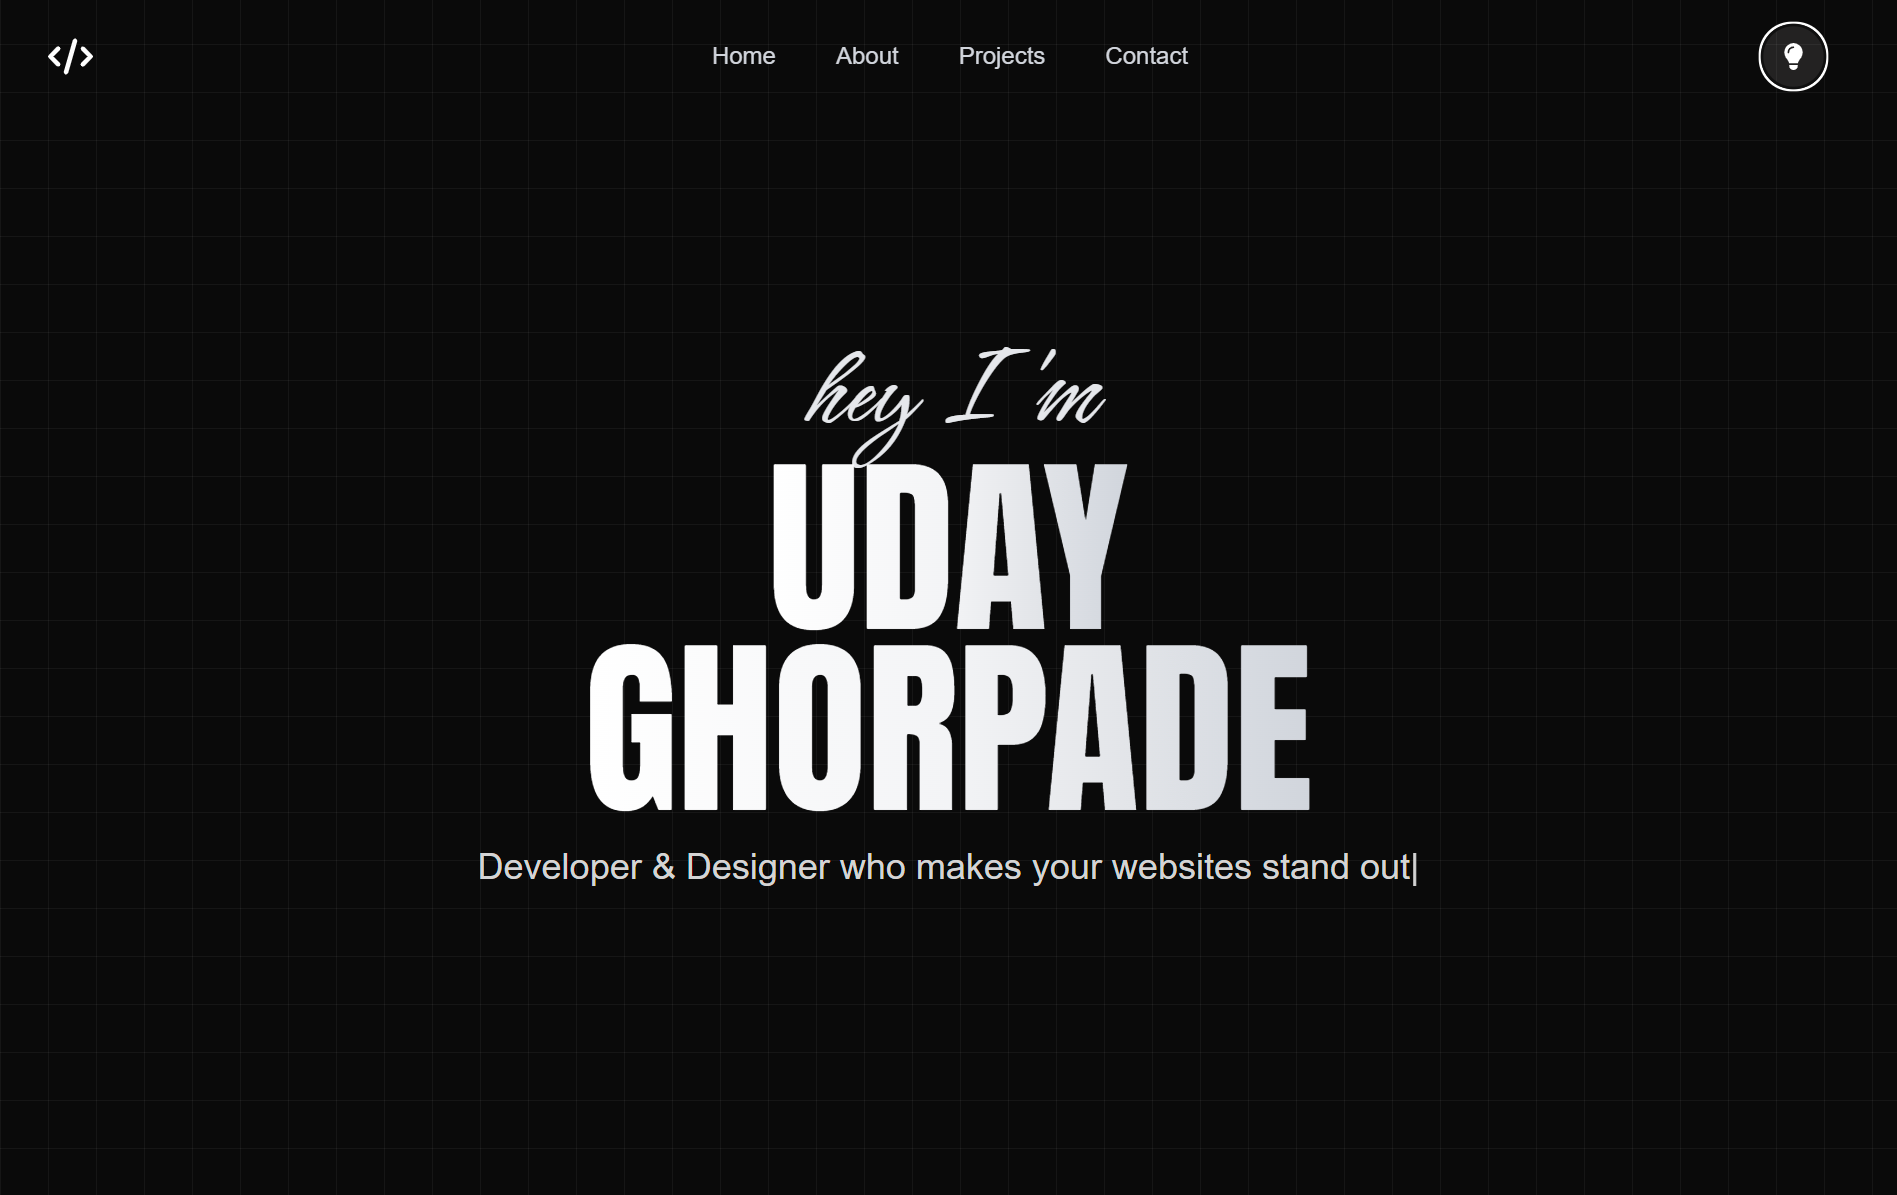 Home About Projects Contact
hey I'm
UDAY
GHORPADE
Developer & Designer who makes your websites stand out|